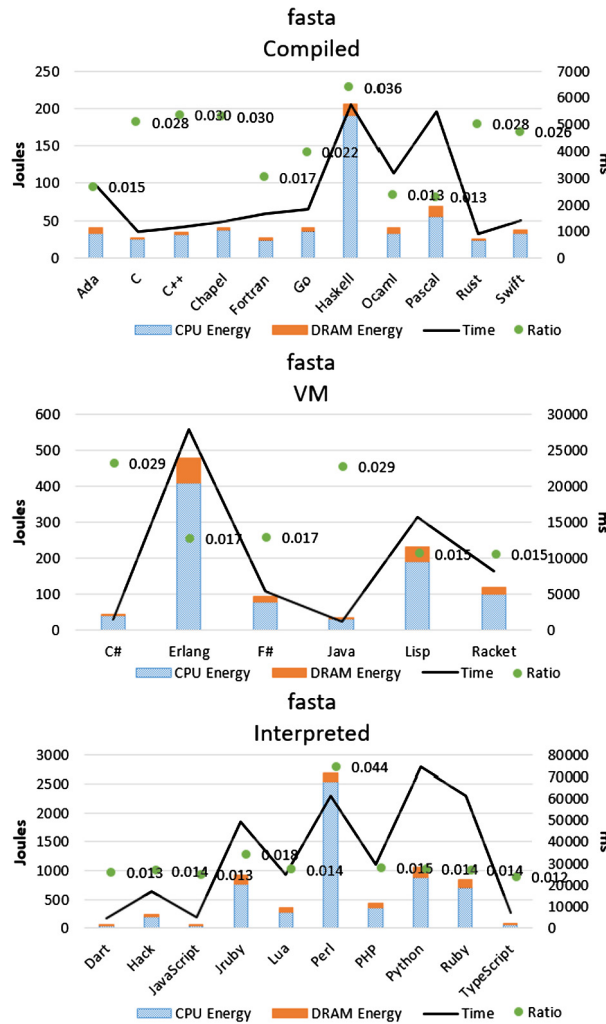 fasta
Compiled
250 7000
200 6000
150 5000
100 4000
50 3000
0 2000
1000
0
Joules
ms
0.015
0.028
0.030
0.030
0.017
0.022
0.036
0.013
0.013
0.028
0.026
Ada C C++ Chapel Fortran Go Haskell Ocaml Pascal Rust Swift
CPU Energy DRAM Energy Time Ratio
fasta
VM
600 30000
500 25000
400 20000
300 15000
200 10000
100 5000
0 0
Joules
ms
0.029
0.017
0.017
0.029
0.015
0.015
C# Erlang F# Java Lisp Racket
CPU Energy DRAM Energy Time Ratio
fasta
Interpreted
3000 80000
2500 70000
2000 60000
1500 50000
1000 40000
500 30000
0 20000
10000
0
Joules
ms
0.013
0.014
0.013
0.018
0.014
0.044
0.015
0.014
0.014
0.012
Dart Hack JavaScript Jruby Lua Perl PHP Python Ruby TypeScript
CPU Energy DRAM Energy Time Ratio